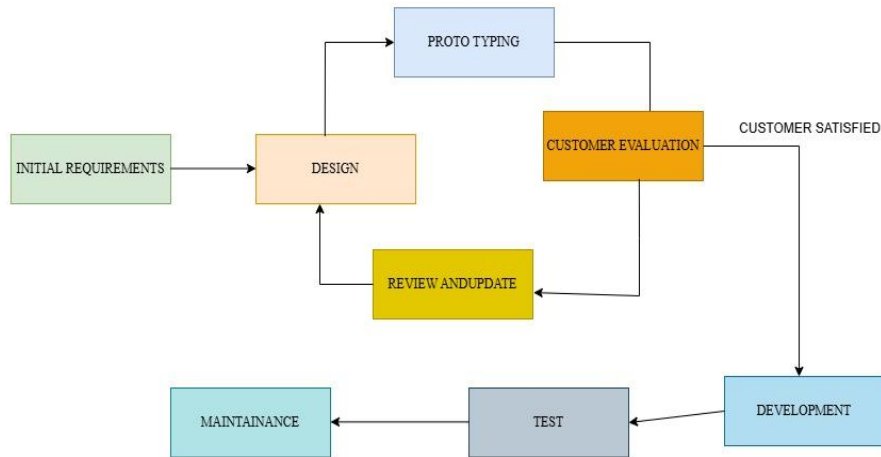 PROTO TYPING
CUSTOMER SATISFIED
CUSTOMER EVALUATION
INITIAL REQUIREMENTS
DESIGN
REVIEW ANDUPDATE
DEVELOPMENT
TEST
MAINTAINANCE